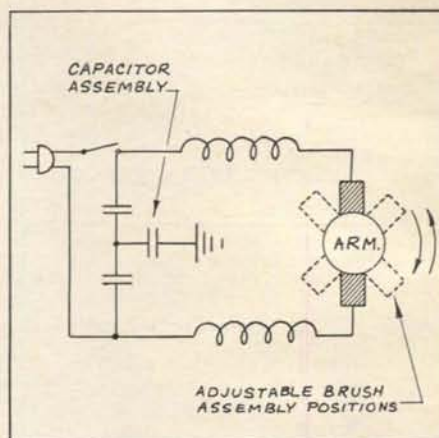 CAPACITOR
ASSEMBLY
ARM.
ADJUSTABLE BRUSH
ASSEMBLY POSITIONS